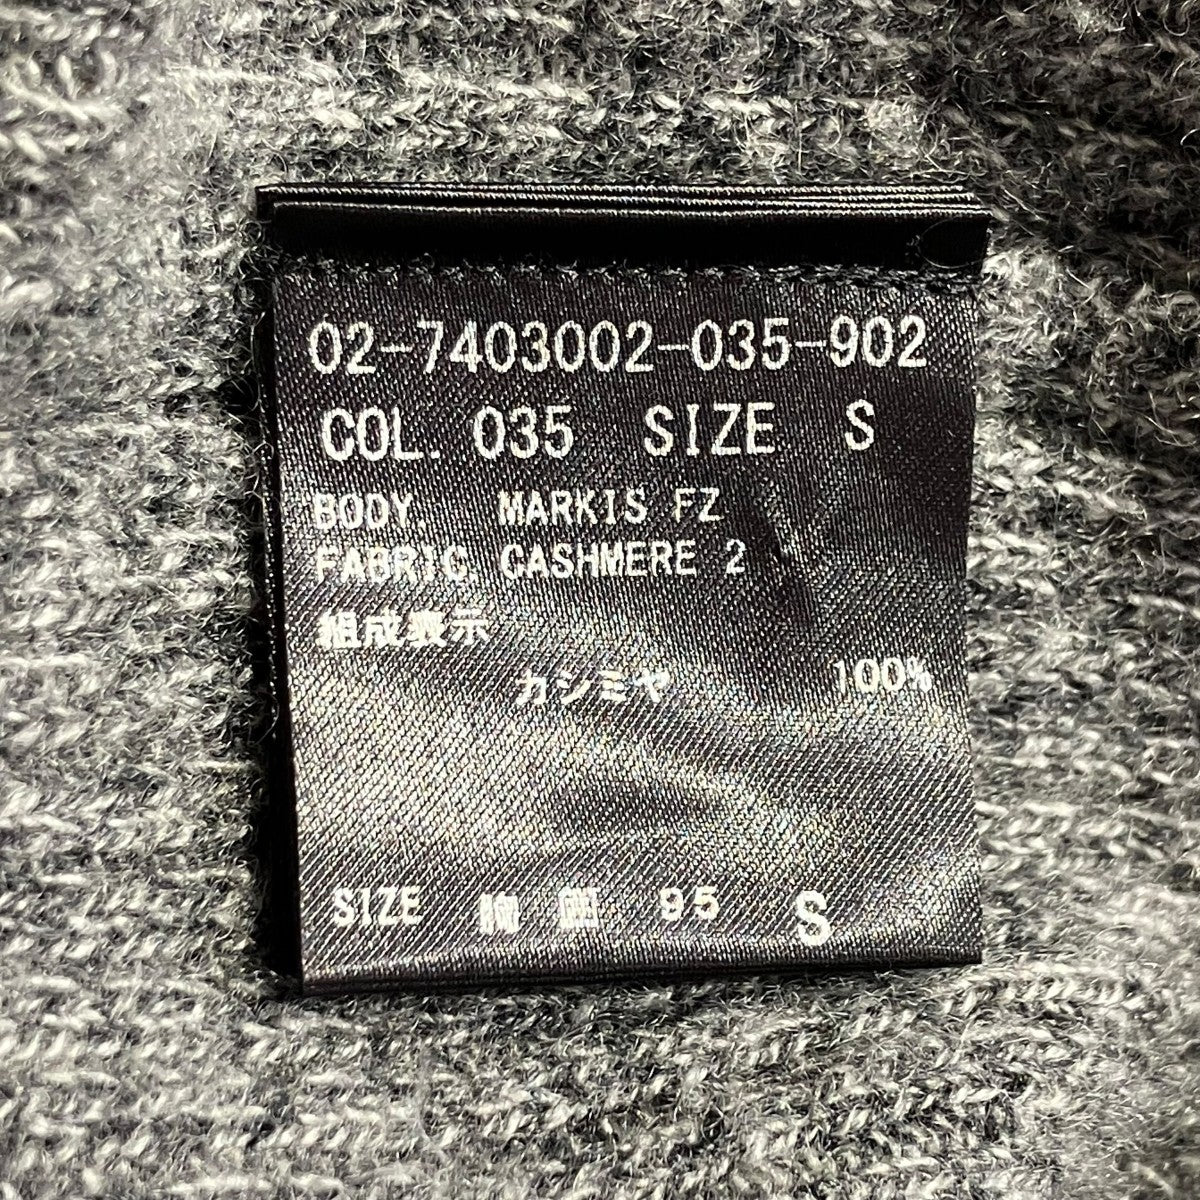 02-7403002-035-902
COL. 035 SIZE S
BODY. MARKIS FZ
FABRIC. CASHMERE 2
組成表示
カシミヤ 100%
SIZE 胸囲 95 S